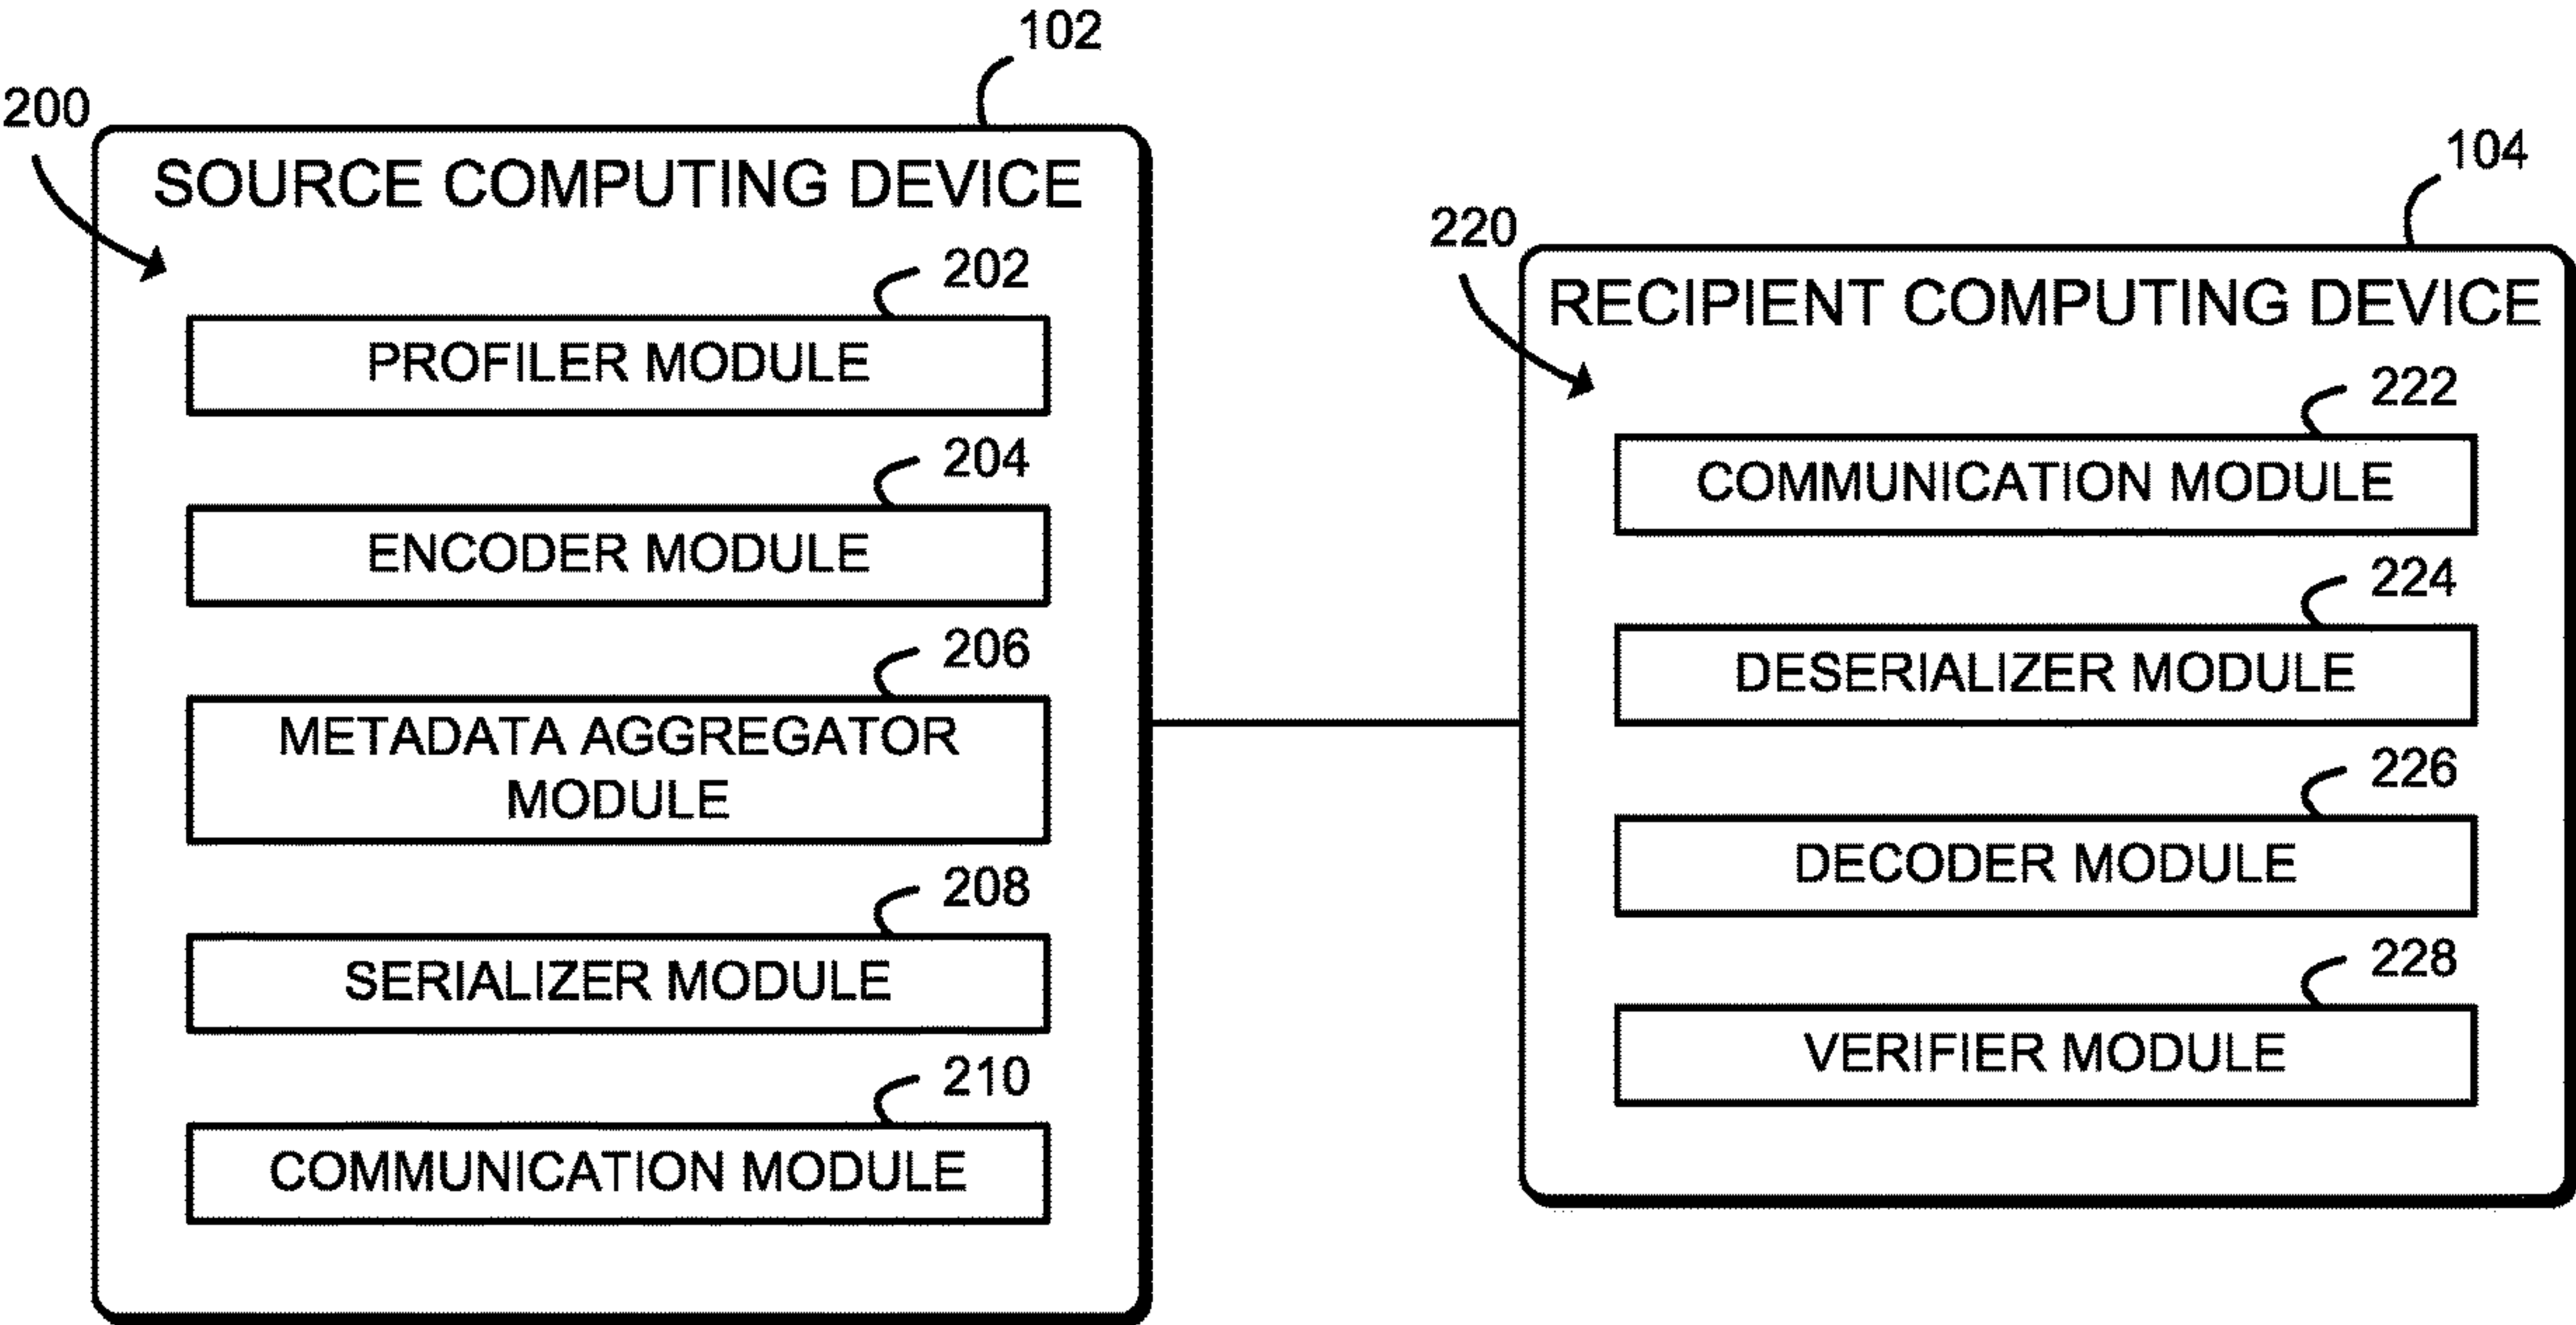 102
200
SOURCE COMPUTING DEVICE
202
PROFILER MODULE
204
ENCODER MODULE
206
METADATA AGGREGATOR
MODULE
208
SERIALIZER MODULE
210
COMMUNICATION MODULE
104
220
RECIPIENT COMPUTING DEVICE
222
COMMUNICATION MODULE
224
DESERIALIZER MODULE
226
DECODER MODULE
228
VERIFIER MODULE